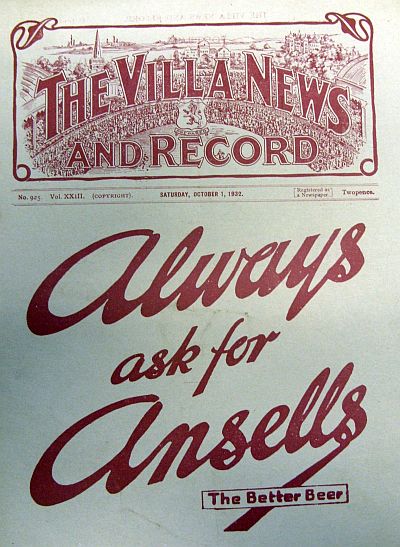 THE VILLA NEWS
AND RECORD
No. 925. Vol. XXIII. (COPYRIGHT). SATURDAY, OCTOBER 1, 1932. Registered as a Newspaper. Twopence.
Always
ask for
Ansells
The Better Beer